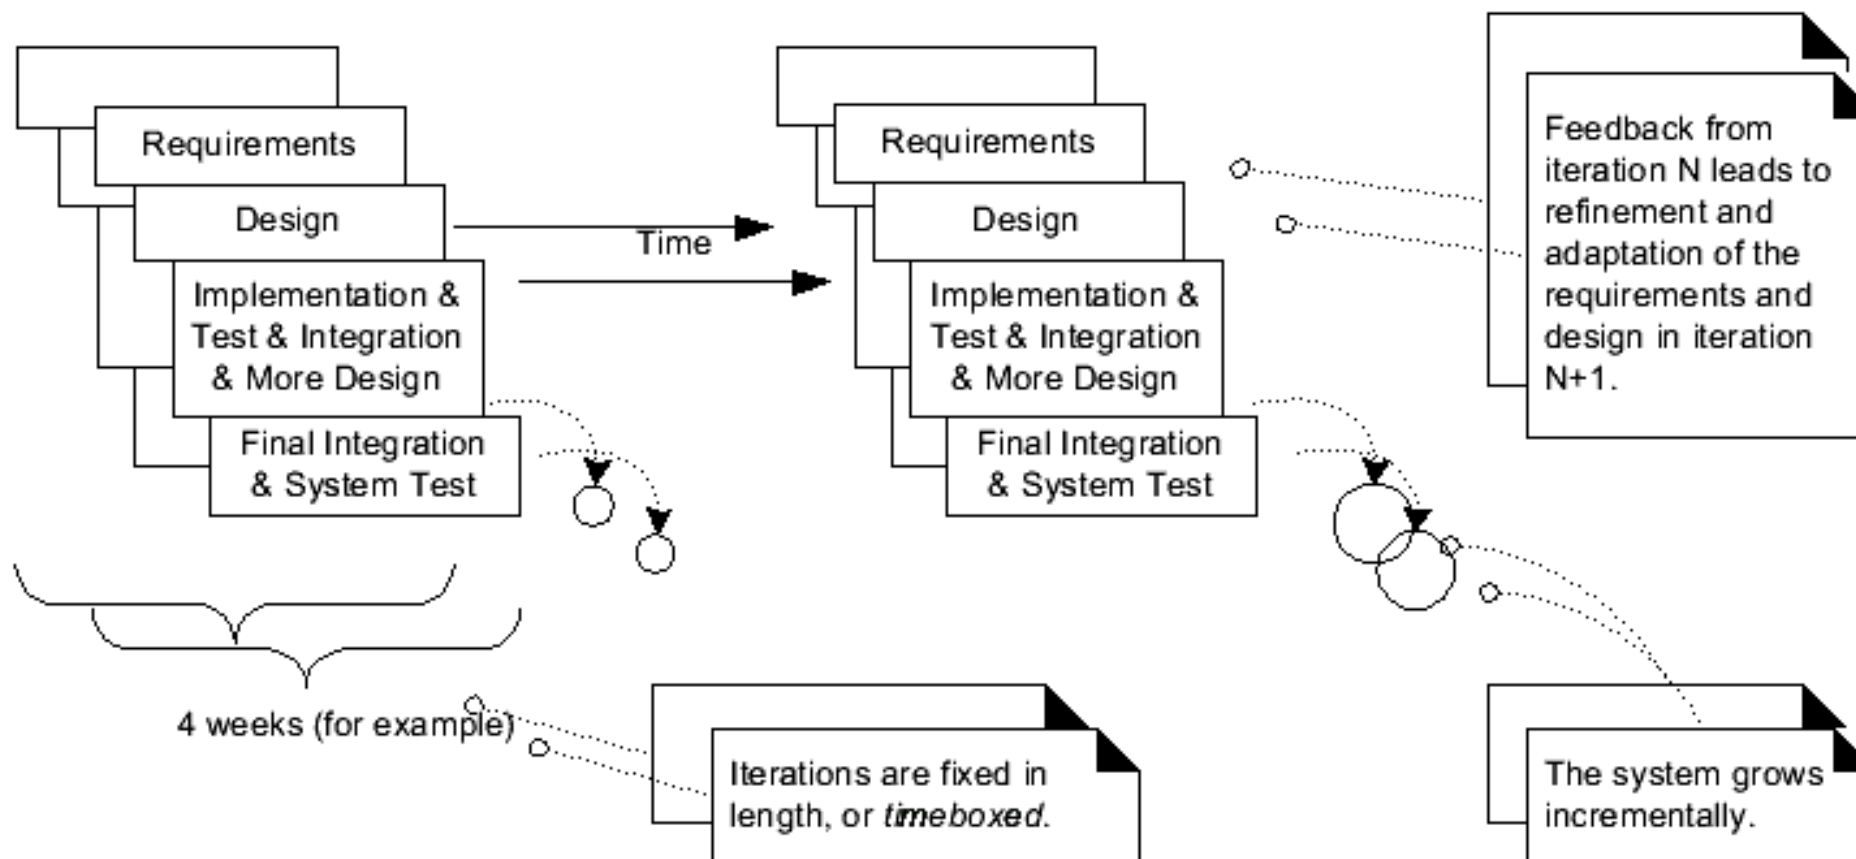 Requirements
Design
Implementation &
Test & Integration
& More Design
Final Integration
& System Test
Time
Requirements
Design
Implementation &
Test & Integration
& More Design
Final Integration
& System Test
Feedback from
iteration N leads to
refinement and
adaptation of the
requirements and
design in iteration
N+1.
4 weeks (for example)
Iterations are fixed in
length, or timeboxed.
The system grows
incrementally.